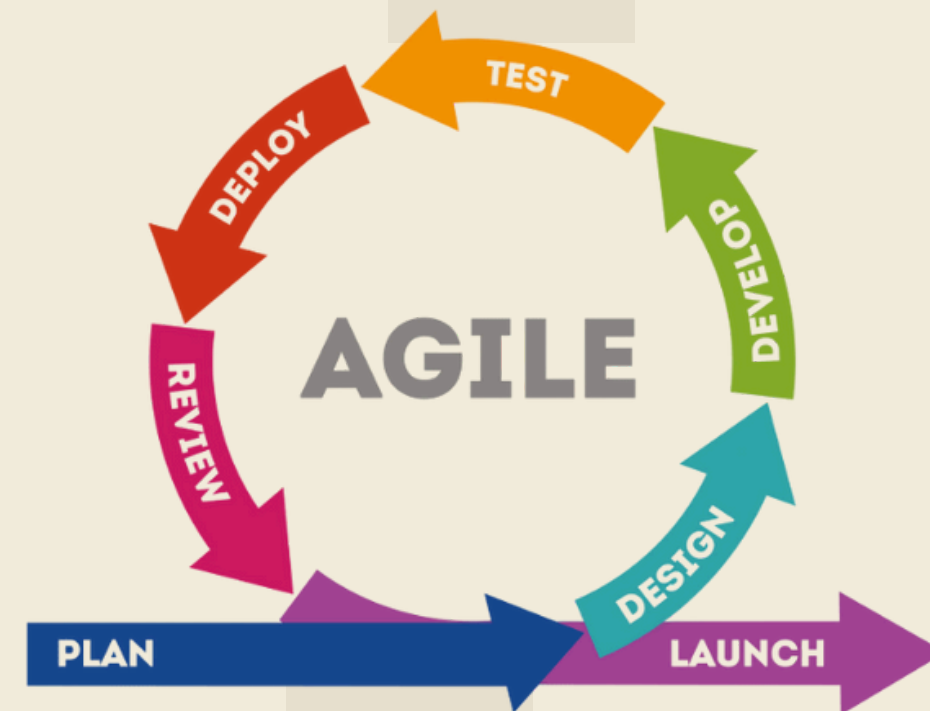 TEST
DEPLOY
DEVELOP
AGILE
REVIEW
DESIGN
PLAN
LAUNCH